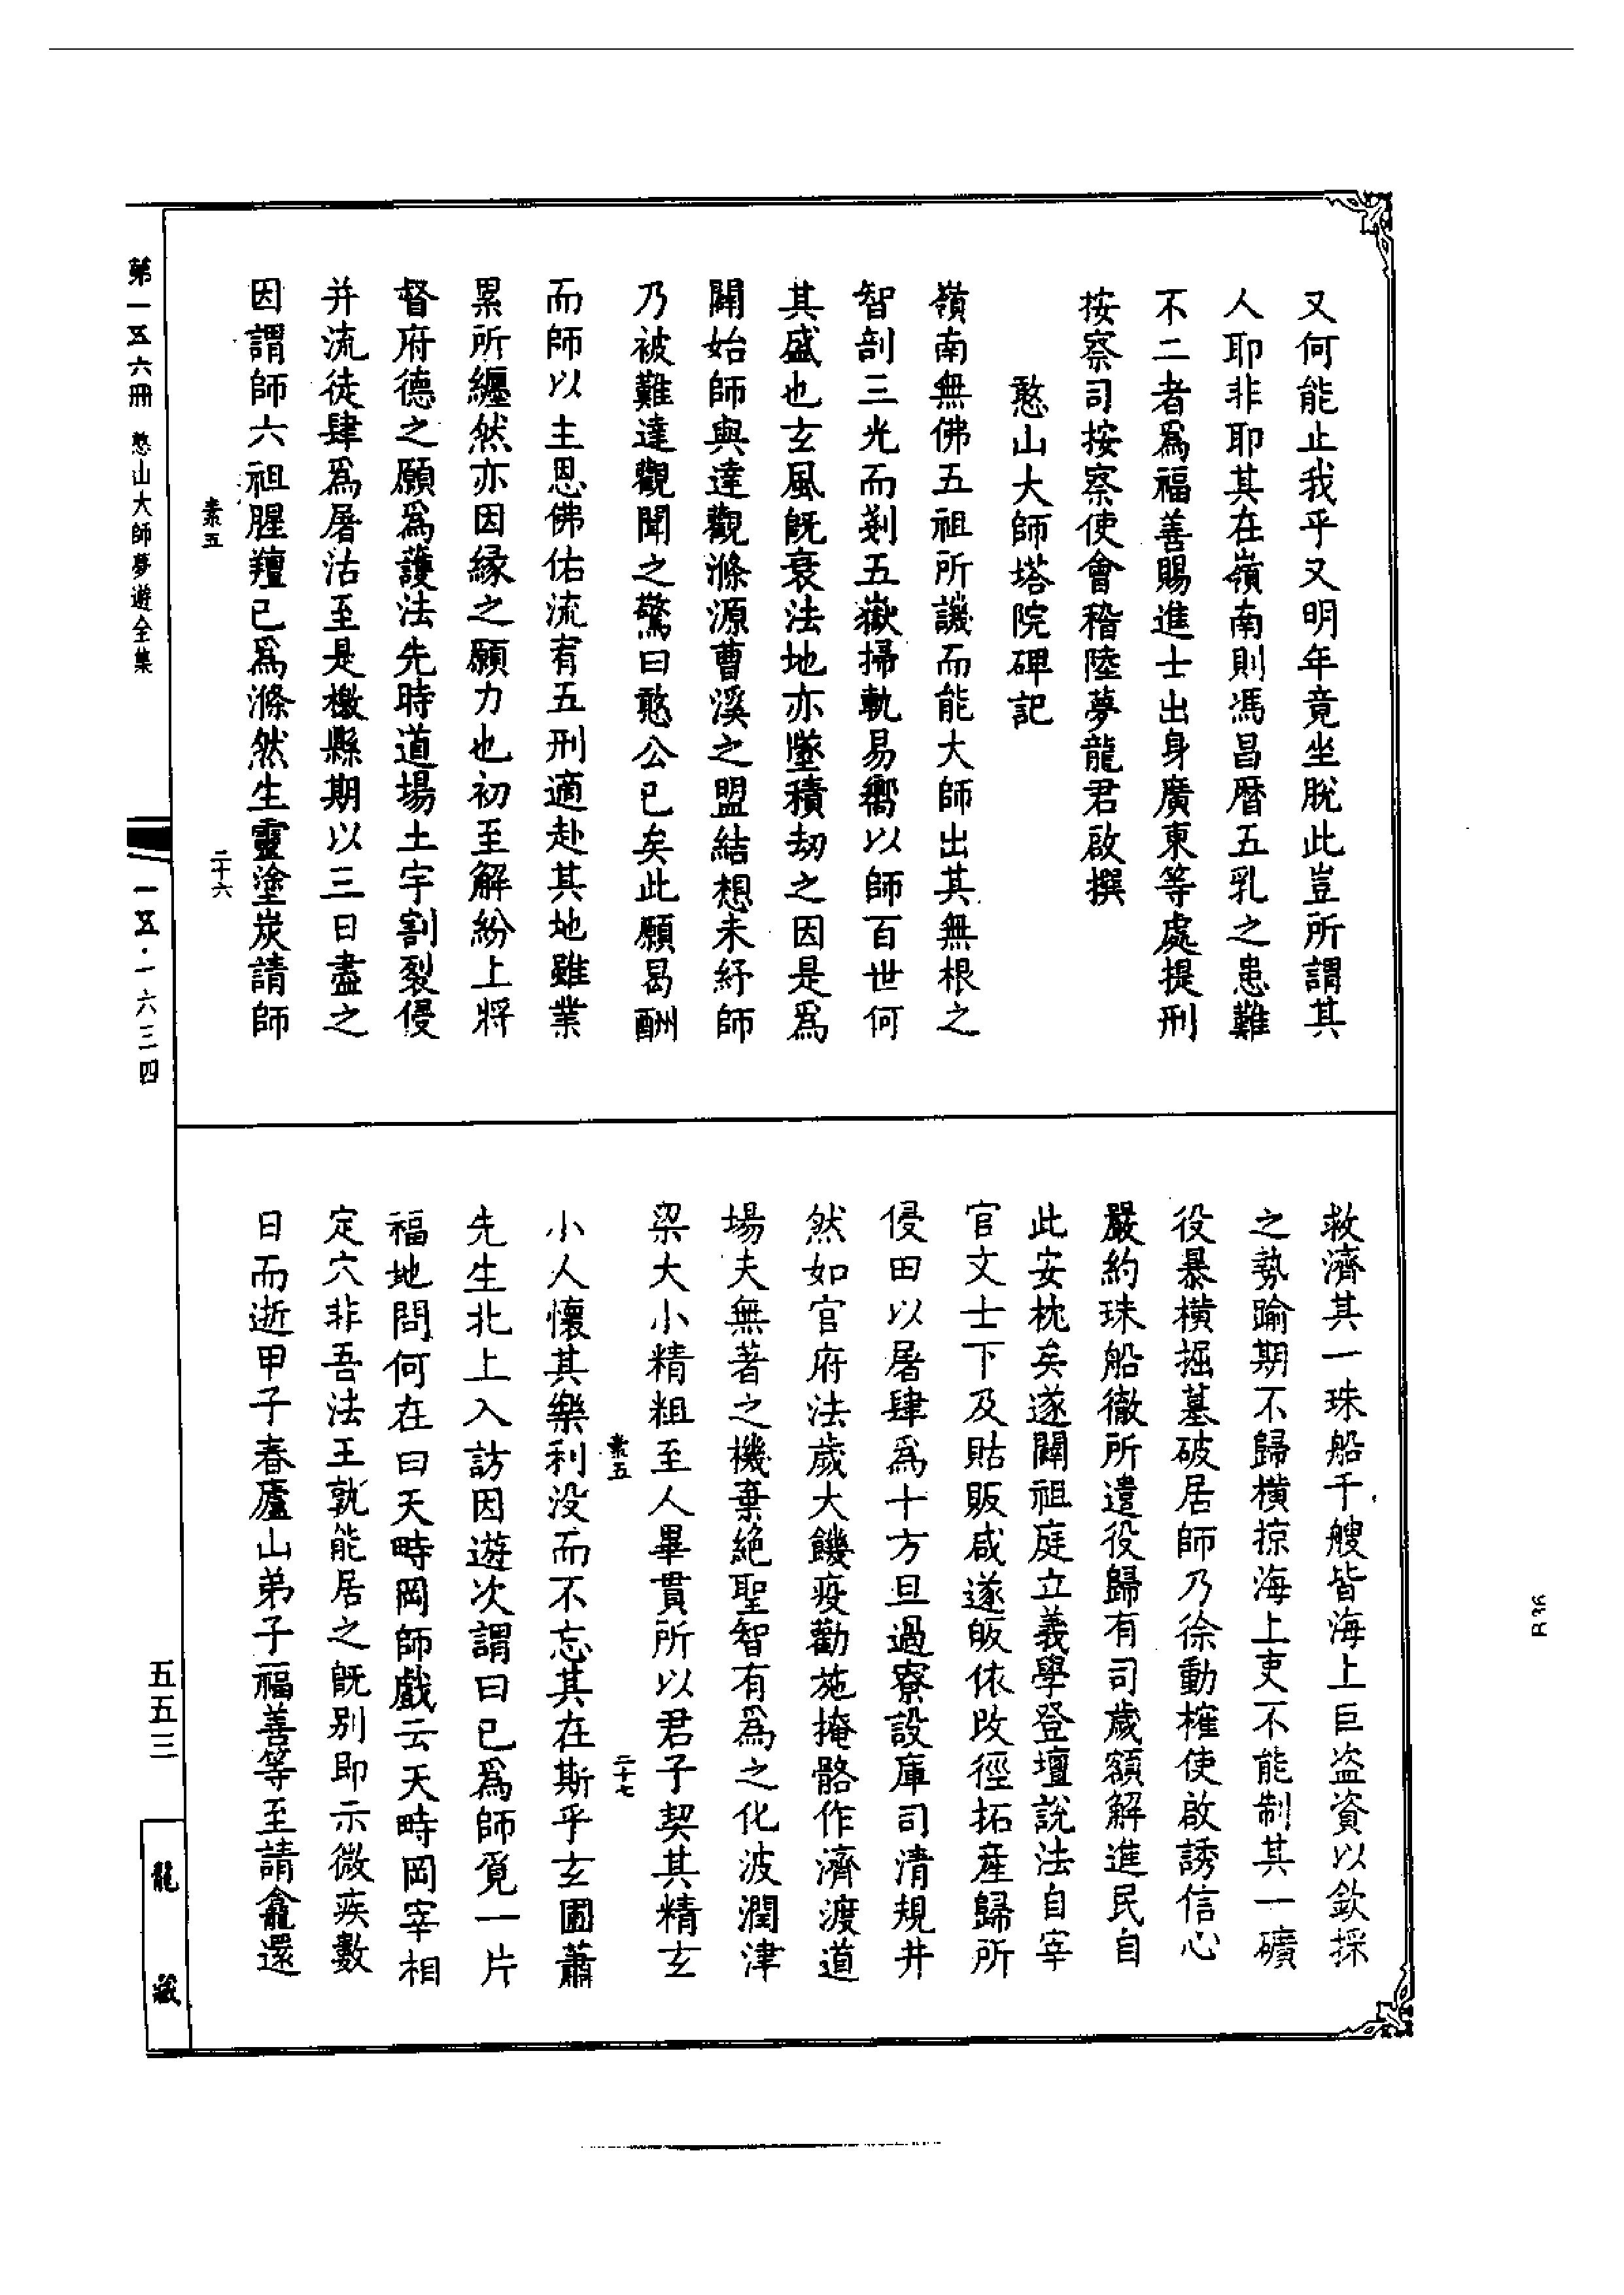 又何能止我乎又明年竟坐脫此豈所謂其
人耶非耶其在嶺南則馮昌曆五乳之患難
不二者為福善賜進士出身廣東等處提刑
按察司按察使會稽陸夢龍君啟撰
憨山大師塔院碑記
嶺南無佛五祖所譏而能大師出其無根之
智剖三光而剗五嶽掃軌易嚮以師百世何
其盛也玄風旣衰法地亦墜積劫之因是爲
闢始師與達觀滌源曹溪之盟結想未紓師
乃被難達觀聞之驚曰憨公已矣此願曷酬
而師以主恩佛佑流宥五刑適赴其地雖業
累所纏然亦因緣之願力也初至解紛上將
督府德之願爲護法先時道場土宇割裂侵
并流徒肆爲屠沽至是檄縣期以三日盡之
因謂師六祖腥羶已爲滌然生靈塗炭請師
素五
二十六
救濟其一珠船千艘皆海上巨盜資以欽採
之勢踰期不歸橫掠海上吏不能制其一礦
役暴橫掘墓破居師乃徐動榷使啟誘信心
嚴約珠船徹所遣役歸有司歲額解進民自
此安枕矣遂闢祖庭立義學登壇說法自宰
官文士下及貼販咸遂皈依改徑拓産歸所
侵田以屠肆爲十方旦過寮設庫司清規井
然如官府法歲大饑疫勸施掩骼作濟渡道
場夫無著之機棄絕聖智有爲之化波潤津
梁大小精粗至人畢貫所以君子契其精玄
素五
二十七
小人懷其樂利没而不忘其在斯乎玄圃蕭
先生北上入訪因遊次謂曰已爲師覓一片
福地問何在曰天峙岡師戲云天峙岡宰相
定穴非吾法王孰能居之旣別即示微疾數
日而逝甲子春廬山弟子福善等至請龕還
第一五六冊
憨山大師夢遊全集
一五·一六三四
五五三
龍藏